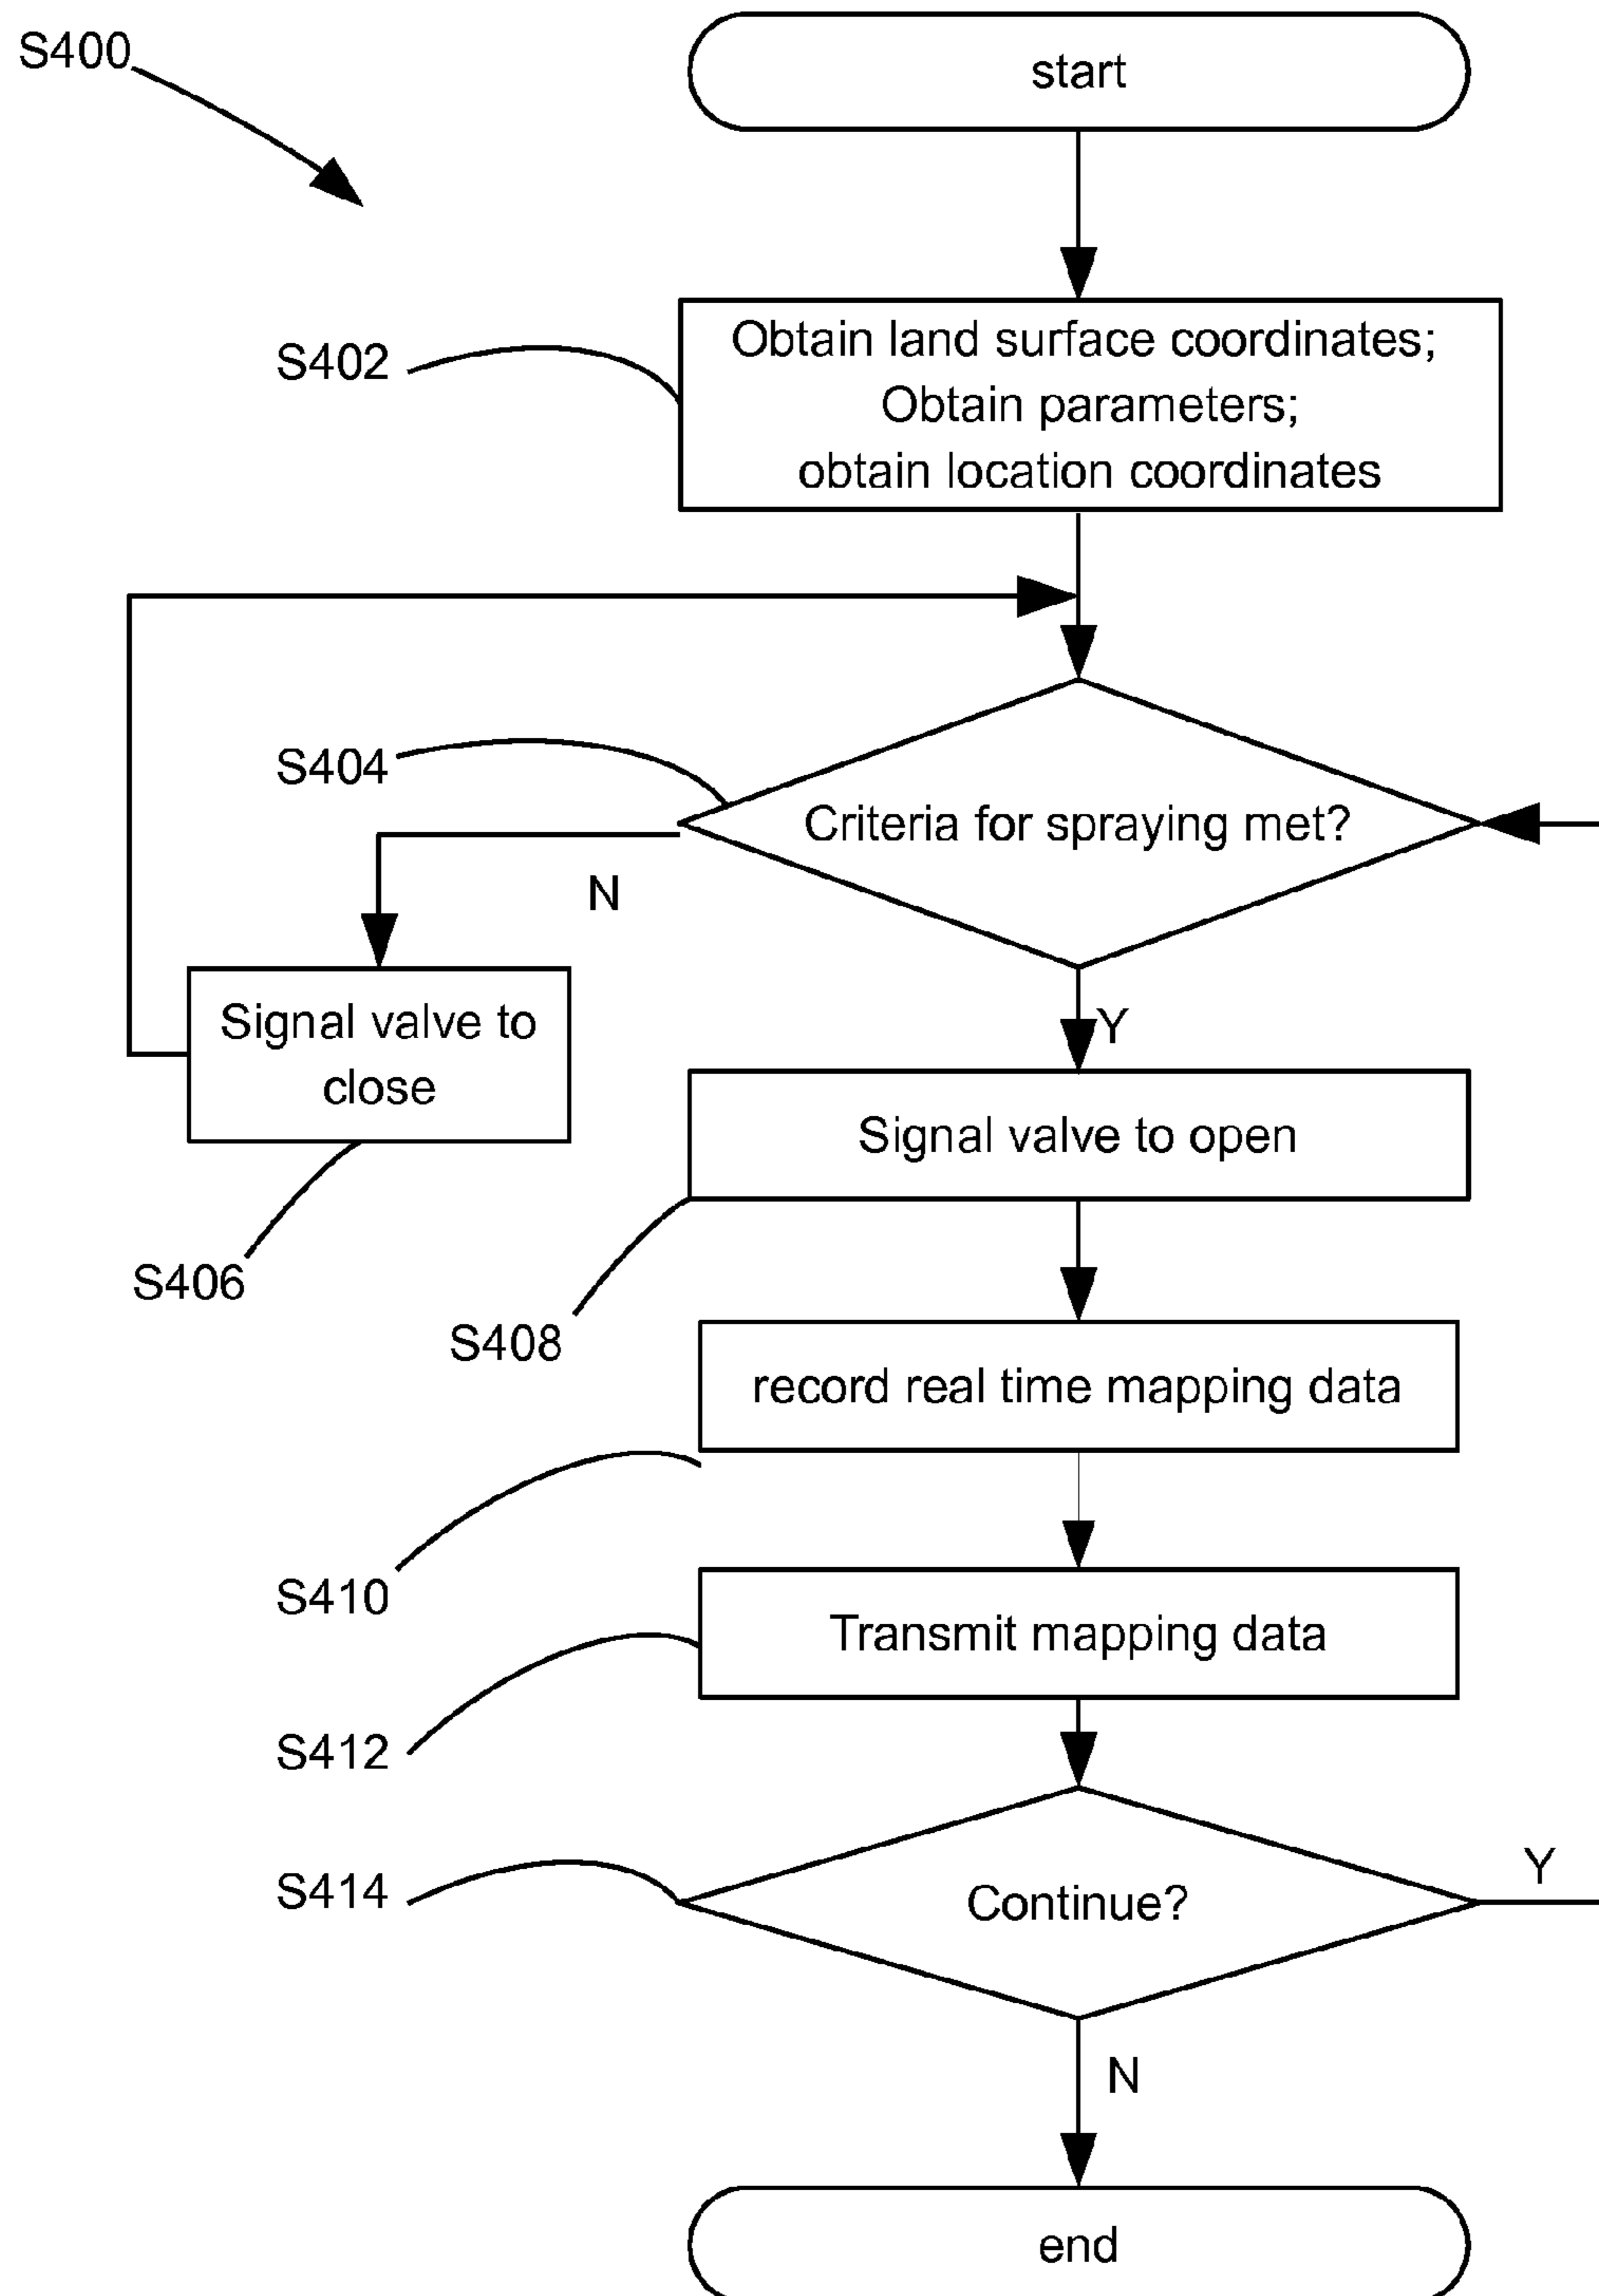 S400
start
S402
Obtain land surface coordinates;
Obtain parameters;
obtain location coordinates
S404
Criteria for spraying met?
N
Signal valve to
close
Y
Signal valve to open
S406
S408
record real time mapping data
S410
Transmit mapping data
S412
S414
Continue?
Y
N
end